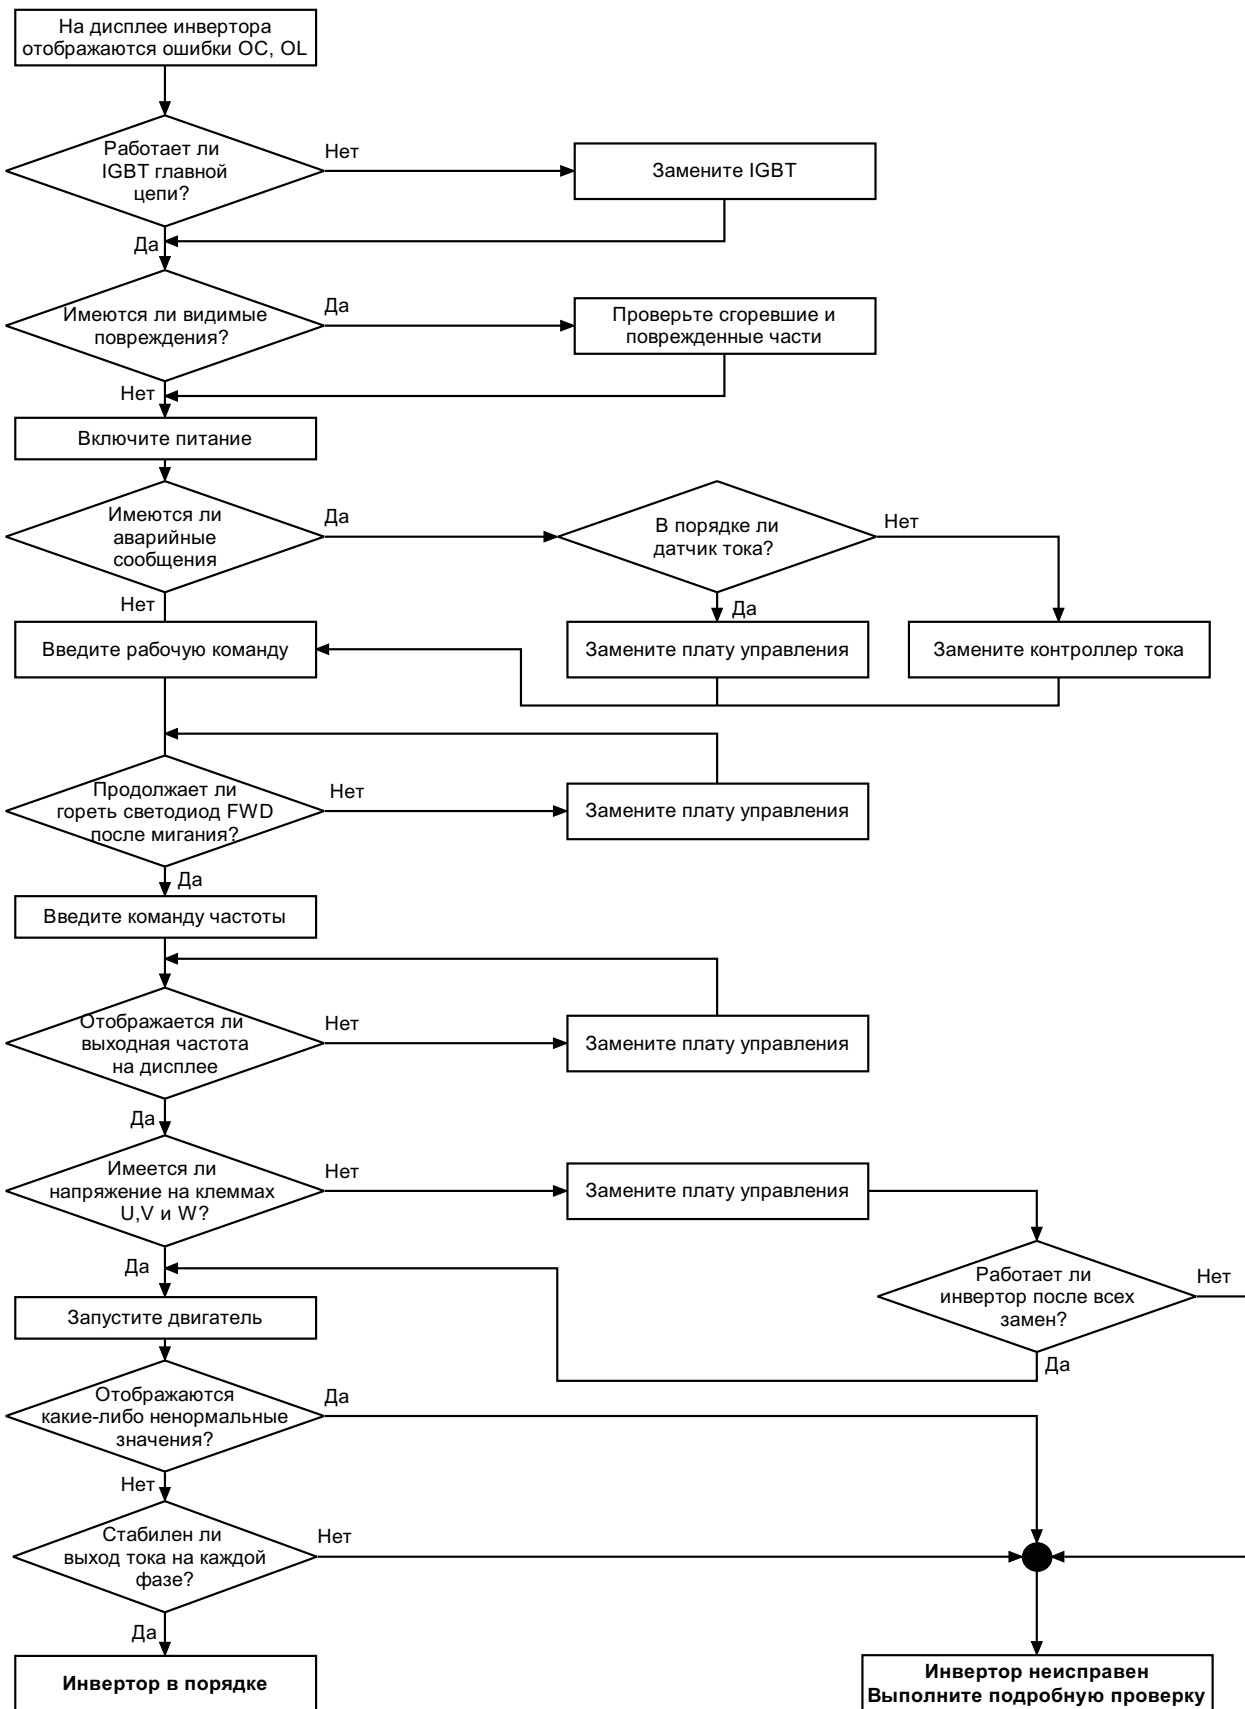 На дисплее инвертора
отображаются ошибки OC, OL
Работает ли
IGBT главной
цепи?
Нет
Замените IGBT
Да
Имеются ли видимые
повреждения?
Да
Проверьте сгоревшие и
поврежденные части
Нет
Включите питание
Имеются ли
аварийные
сообщения
Да
В порядке ли
датчик тока?
Нет
Нет
Да
Введите рабочую команду
Замените плату управления
Замените контроллер тока
Продолжает ли
гореть светодиод FWD
после мигания?
Нет
Замените плату управления
Да
Введите команду частоты
Отображается ли
выходная частота
на дисплее
Нет
Замените плату управления
Да
Имеется ли
напряжение на клеммах
U,V и W?
Нет
Замените плату управления
Да
Работает ли
инвертор после всех
замен?
Нет
Да
Запустите двигатель
Отображаются
какие-либо ненормальные
значения?
Да
Нет
Стабилен ли
выход тока на каждой
фазе?
Нет
Да
Инвертор в порядке
Инвертор неисправен
Выполните подробную проверку